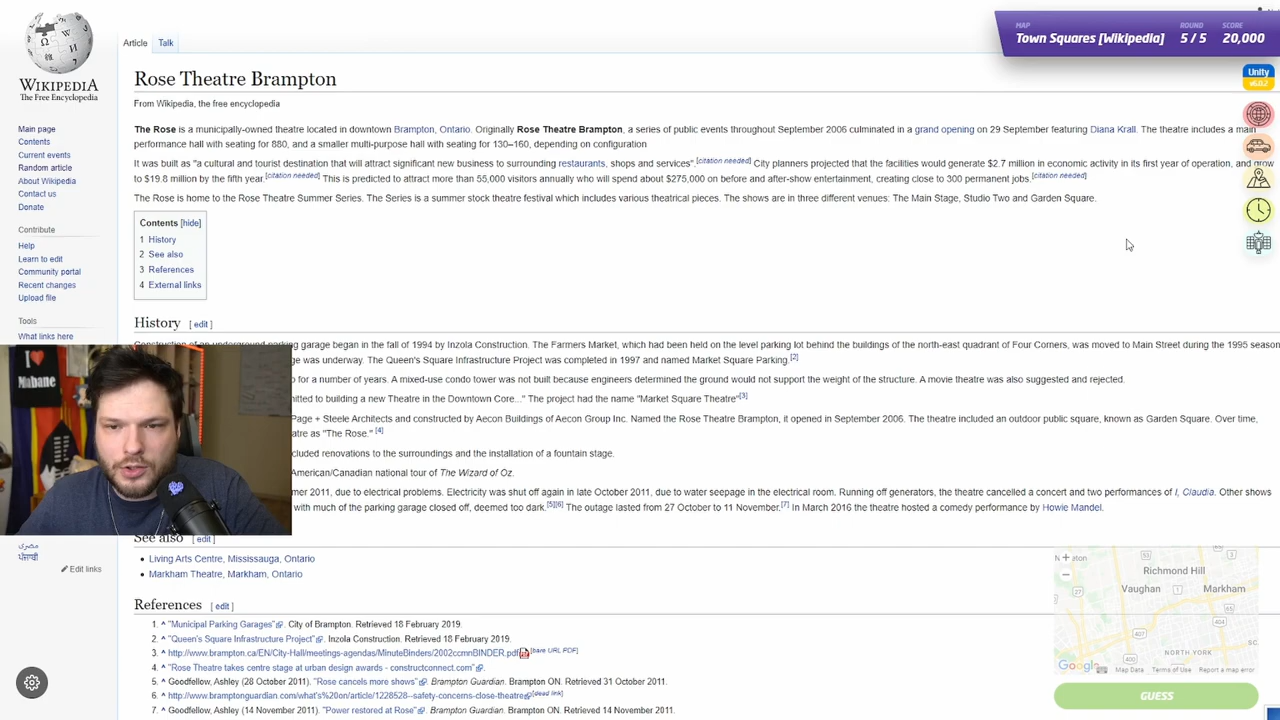 Article Talk
MAP ROUND SCORE
Town Squares [Wikipedia] 5 / 5 20,000
Unity
v6.0.2
WIKIPEDIA
The Free Encyclopedia
Main page
Contents
Current events
Random article
About Wikipedia
Contact us
Donate
Contribute
Help
Learn to edit
Community portal
Recent changes
Upload file
Tools
What links here
Rose Theatre Brampton
From Wikipedia, the free encyclopedia
The Rose is a municipally-owned theatre located in downtown Brampton, Ontario. Originally Rose Theatre Brampton, a series of public events throughout September 2006 culminated in a grand opening on 29 September featuring Diana Krall. The theatre includes a main
performance hall with seating for 880, and a smaller multi-purpose hall with seating for 130–160, depending on configuration
It was built as "a cultural and tourist destination that will attract significant new business to surrounding restaurants, shops and services".[citation needed] City planners projected that the facilities would generate $2.7 million in economic activity in its first year of operation, and grow
to $19.8 million by the fifth year.[citation needed] This is predicted to attract more than 55,000 visitors annually who will spend about $275,000 on before and after-show entertainment, creating close to 300 permanent jobs.[citation needed]
The Rose is home to the Rose Theatre Summer Series. The Series is a summer stock theatre festival which includes various theatrical pieces. The shows are in three different venues: The Main Stage, Studio Two and Garden Square.
Contents [hide]
1 History
2 See also
3 References
4 External links
History [ edit ]
Construction of an underground parking garage began in the fall of 1994 by Inzola Construction. The Farmers Market, which had been held on the level parking lot behind the buildings of the north-east quadrant of Four Corners, was moved to Main Street during the 1995 season
ge was underway. The Queen's Square Infrastructure Project was completed in 1997 and named Market Square Parking.[2]
o for a number of years. A mixed-use condo tower was not built because engineers determined the ground would not support the weight of the structure. A movie theatre was also suggested and rejected.
mitted to building a new Theatre in the Downtown Core..." The project had the name "Market Square Theatre"[3]
Page + Steele Architects and constructed by Aecon Buildings of Aecon Group Inc. Named the Rose Theatre Brampton, it opened in September 2006. The theatre included an outdoor public square, known as Garden Square. Over time,
atre as "The Rose." [4]
cluded renovations to the surroundings and the installation of a fountain stage.
American/Canadian national tour of The Wizard of Oz.
mer 2011, due to electrical problems. Electricity was shut off again in late October 2011, due to water seepage in the electrical room. Running off generators, the theatre cancelled a concert and two performances of I, Claudia. Other shows
with much of the parking garage closed off, deemed too dark.[5][6] The outage lasted from 27 October to 11 November.[7] In March 2016 the theatre hosted a comedy performance by Howie Mandel.
I ♥
Mabane
مصرى
ਪੰਜਾਬੀ
Edit links
See also [ edit ]
• Living Arts Centre, Mississauga, Ontario
• Markham Theatre, Markham, Ontario
References [ edit ]
1. ^ "Municipal Parking Garages". City of Brampton. Retrieved 18 February 2019.
2. ^ "Queen's Square Infrastructure Project". Inzola Construction. Retrieved 18 February 2019.
3. ^ http://www.brampton.ca/EN/City-Hall/meetings-agendas/MinuteBinders/2002ccmnBINDER.pdf [bare URL PDF]
4. ^ "Rose Theatre takes centre stage at urban design awards - constructconnect.com".
5. ^ Goodfellow, Ashley (28 October 2011). "Rose cancels more shows". Brampton Guardian. Brampton ON. Retrieved 31 October 2011.
6. ^ http://www.bramptonguardian.com/what's%20on/article/1228528--safety-concerns-close-theatre [dead link]
7. ^ Goodfellow, Ashley (14 November 2011). "Power restored at Rose". Brampton Guardian. Brampton ON. Retrieved 14 November 2011.
Richmond Hill
Vaughan Markham
407
404
27
400
401
NORTH YORK
Google Map Data Terms of Use Report a map error
GUESS